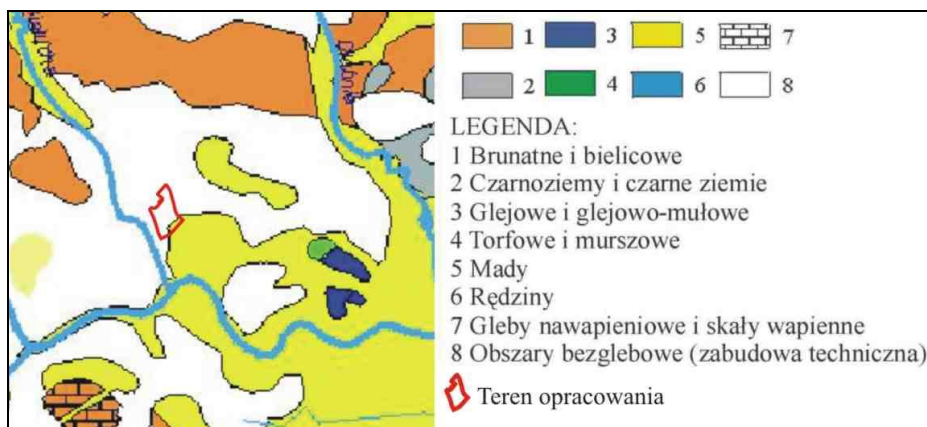 1 3 5 7
2 4 6 8
LEGENDA:
1 Brunatne i bielicowe
2 Czarnoziemy i czarne ziemie
3 Glejowe i glejowo-mułowe
4 Torfowe i murszowe
5 Mady
6 Rędziny
7 Gleby nawapieniowe i skały wapienne
8 Obszary bezglebowe (zabudowa techniczna)
Teren opracowania